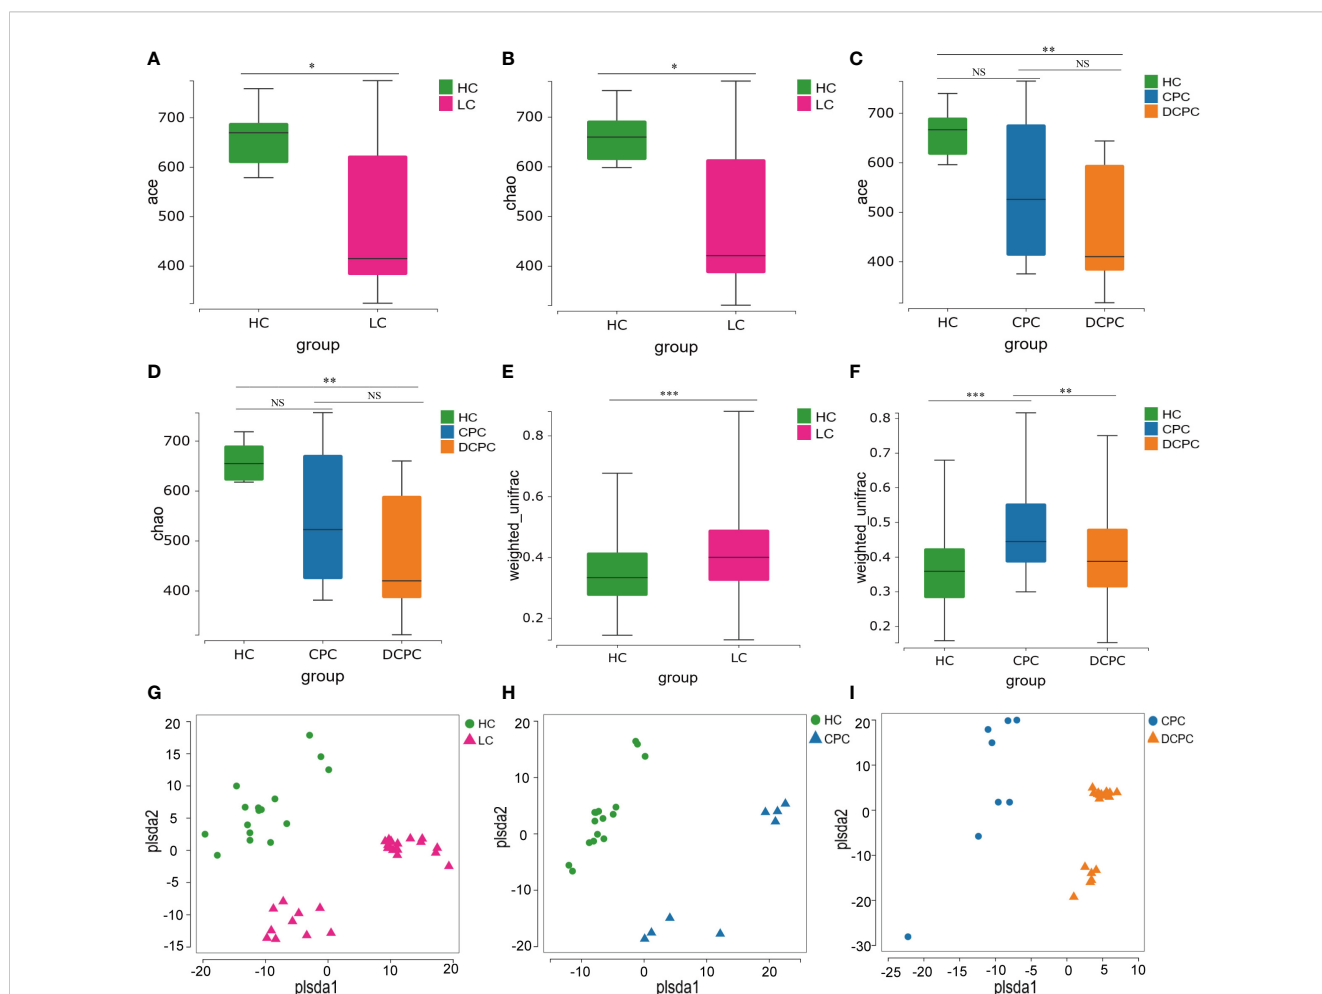 A
*
HC
LC
700
600
500
400
ace
HC LC
group
B
*
HC
LC
700
600
500
400
chao
HC LC
group
C
**
NS NS
HC
CPC
DCPC
700
600
500
400
ace
HC CPC DCPC
group
D
**
NS NS
HC
CPC
DCPC
700
600
500
400
chao
HC CPC DCPC
group
E
***
HC
LC
0.8
0.6
0.4
0.2
weighted_unifrac
HC LC
group
F
*** **
HC
CPC
DCPC
0.8
0.7
0.6
0.5
0.4
0.3
0.2
weighted_unifrac
HC CPC DCPC
group
G
HC
LC
20
15
10
5
0
-5
-10
-15
plsda2
-20 -10 0 10 20
plsda1
H
HC
CPC
20
10
0
-10
-20
plsda2
-10 0 10 20
plsda1
I
CPC
DCPC
20
10
0
-10
-20
-30
plsda2
-25 -20 -15 -10 -5 0 5 10
plsda1